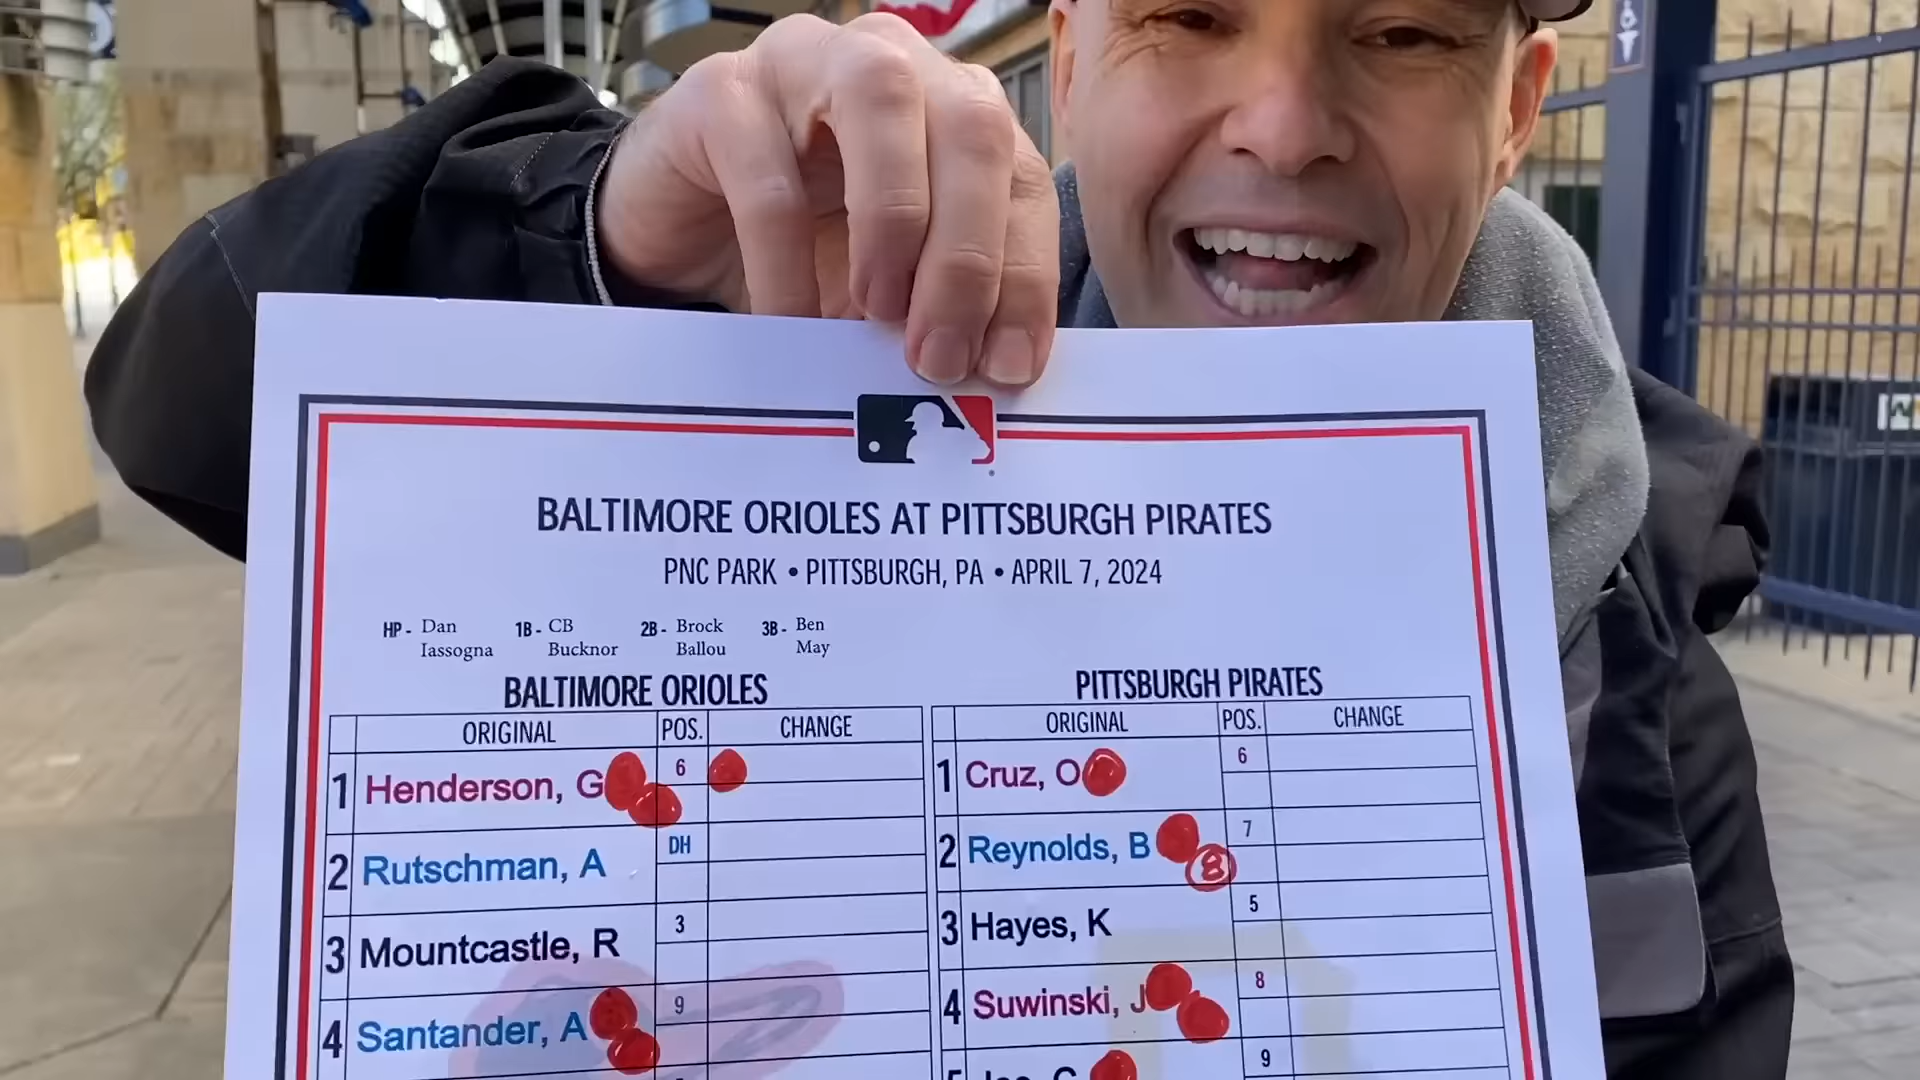 BALTIMORE ORIOLES AT PITTSBURGH PIRATES
PNC PARK • PITTSBURGH, PA • APRIL 7, 2024
HP - Dan Iassogna 1B - CB Bucknor 2B - Brock Ballou 3B - Ben May
BALTIMORE ORIOLES
ORIGINAL POS. CHANGE
1 Henderson, G 6
2 Rutschman, A DH
3 Mountcastle, R 3
4 Santander, A 9
PITTSBURGH PIRATES
ORIGINAL POS. CHANGE
1 Cruz, O 6
2 Reynolds, B 7
8
3 Hayes, K 5
4 Suwinski, J 8
9